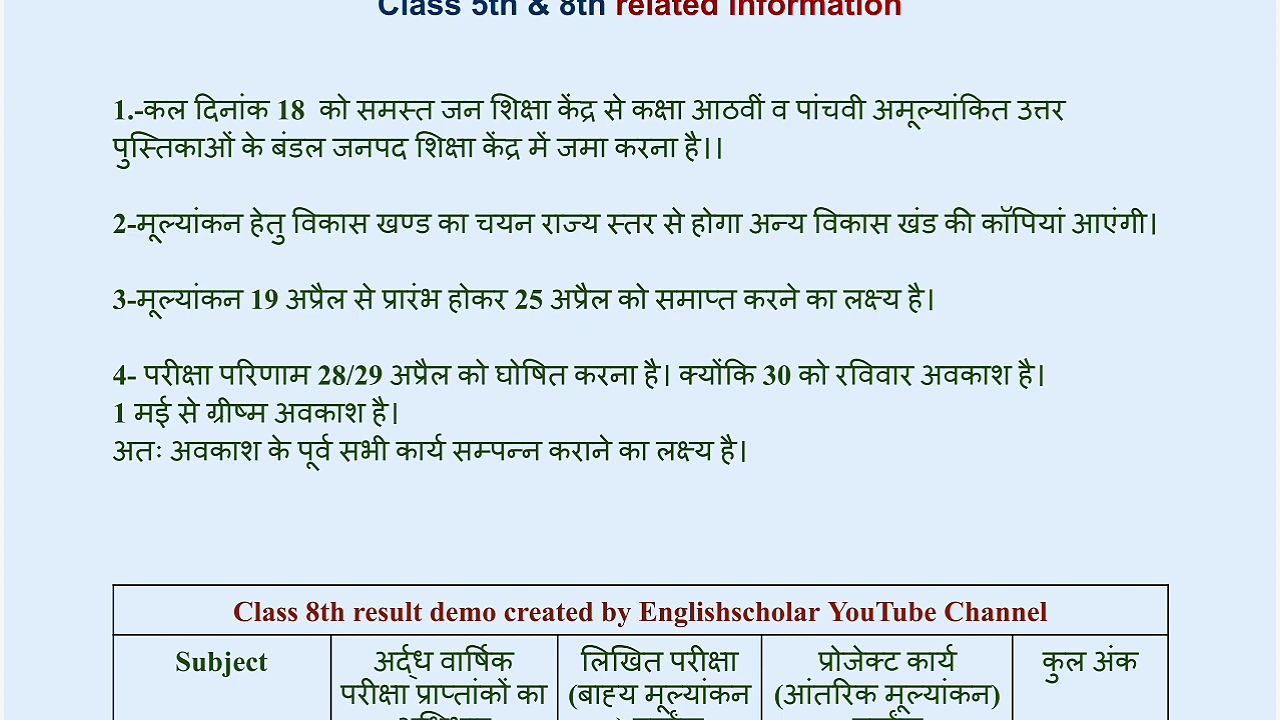 Class 5th & 8th related information
1.-कल दिनांक 18 को समस्त जन शिक्षा केंद्र से कक्षा आठवीं व पांचवी अमूल्यांकित उत्तर
पुस्तिकाओं के बंडल जनपद शिक्षा केंद्र में जमा करना है।।
2-मूल्यांकन हेतु विकास खण्ड का चयन राज्य स्तर से होगा अन्य विकास खंड की कॉपियां आएंगी।
3-मूल्यांकन 19 अप्रैल से प्रारंभ होकर 25 अप्रैल को समाप्त करने का लक्ष्य है।
4- परीक्षा परिणाम 28/29 अप्रैल को घोषित करना है। क्योंकि 30 को रविवार अवकाश है।
1 मई से ग्रीष्म अवकाश है।
अतः अवकाश के पूर्व सभी कार्य सम्पन्न कराने का लक्ष्य है।
Class 8th result demo created by Englishscholar YouTube Channel
Subject
अर्द्ध वार्षिक
परीक्षा प्राप्तांकों का
लिखित परीक्षा
(बाह्य मूल्यांकन
प्रोजेक्ट कार्य
(आंतरिक मूल्यांकन)
कुल अंक